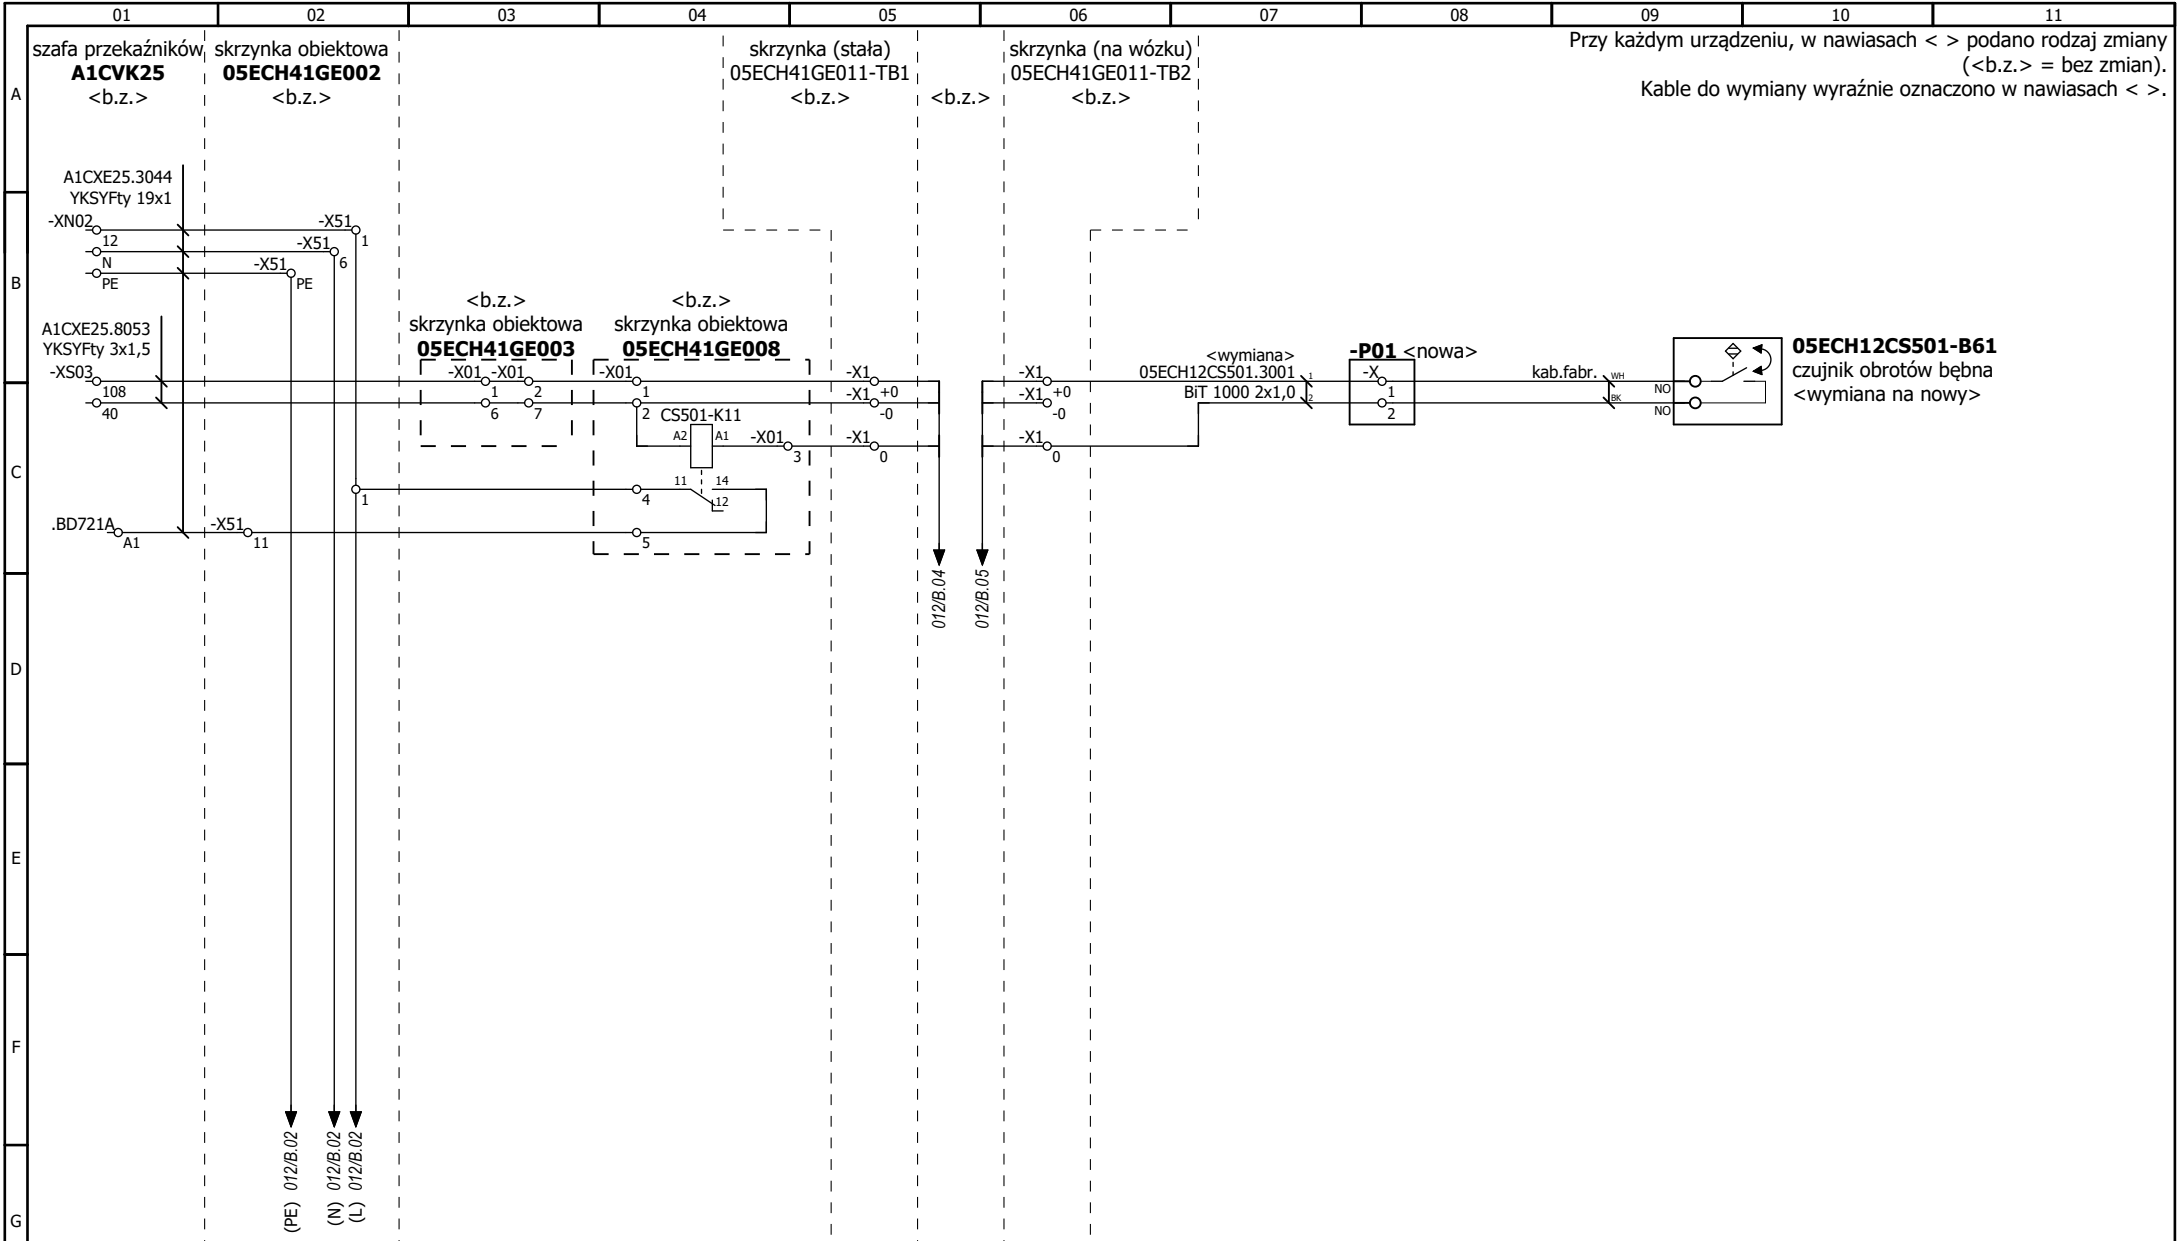 01 02 03 04 05 06 07 08 09 10 11
szafa przekaźników
A1CVK25
<b.z.>
skrzynka obiektowa
05ECH41GE002
<b.z.>
skrzynka (stała)
05ECH41GE011-TB1
<b.z.>
<b.z.>
skrzynka (na wózku)
05ECH41GE011-TB2
<b.z.>
Przy każdym urządzeniu, w nawiasach < > podano rodzaj zmiany
(<b.z.> = bez zmian).
Kable do wymiany wyraźnie oznaczono w nawiasach < >.
A
A1CXE25.3044
YKSYFty 19x1
-XN02
12
N
PE
-X51
1
-X51
6
-X51
PE
B
A1CXE25.8053
YKSYFty 3x1,5
-XS03
108
40
<b.z.>
skrzynka obiektowa
05ECH41GE003
-X01 -X01
1 2
6 7
<b.z.>
skrzynka obiektowa
05ECH41GE008
-X01
1
2
CS501-K11
A2 A1
-X01
3
11 14
12
4
5
-X1
+0
-X1
-0
-X1
0
-X1
+0
-X1
-0
-X1
0
<wymiana>
05ECH12CS501.3001
BiT 1000 2x1,0
1
2
-P01 <nowa>
-X
1
2
kab.fabr.
WH
BK
NO
NO
05ECH12CS501-B61
czujnik obrotów bębna
<wymiana na nowy>
C
1
.BD721A
A1
-X51
11
012/B.04
012/B.05
D
E
F
G
(PE) 012/B.02
(N) 012/B.02
(L) 012/B.02